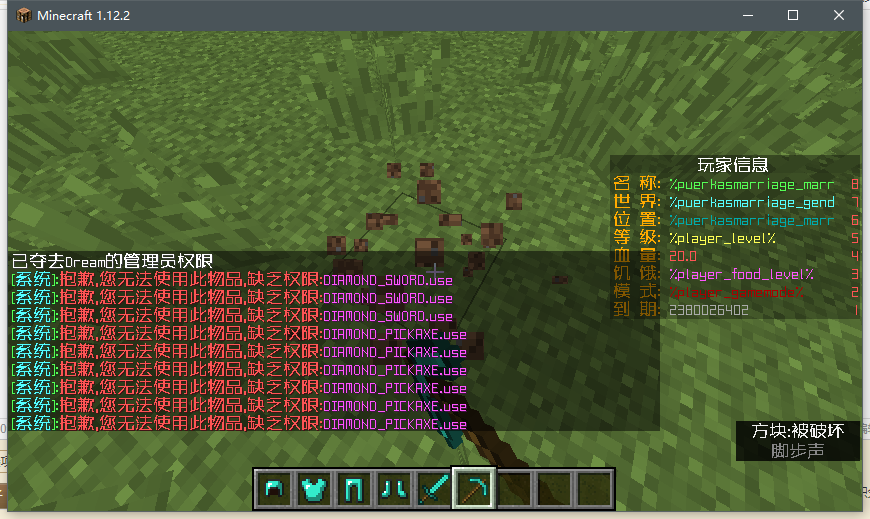 Minecraft 1.12.2
玩家信息
名 称: %puerkasmarriage_marr 8
世 界: %puerkasmarriage_gend 7
位 置: %puerkasmarriage_marr 6
等 级: %player_level% 5
血 量: 20.0 4
饥 饿: %player_food_level% 3
模 式: %player_gamemode% 2
到 期: 2380026402 1
已夺去Dream的管理员权限
[系统]:抱歉,您无法使用此物品,缺乏权限:DIAMOND_SWORD.use
[系统]:抱歉,您无法使用此物品,缺乏权限:DIAMOND_SWORD.use
[系统]:抱歉,您无法使用此物品,缺乏权限:DIAMOND_SWORD.use
[系统]:抱歉,您无法使用此物品,缺乏权限:DIAMOND_PICKAXE.use
[系统]:抱歉,您无法使用此物品,缺乏权限:DIAMOND_PICKAXE.use
[系统]:抱歉,您无法使用此物品,缺乏权限:DIAMOND_PICKAXE.use
[系统]:抱歉,您无法使用此物品,缺乏权限:DIAMOND_PICKAXE.use
[系统]:抱歉,您无法使用此物品,缺乏权限:DIAMOND_PICKAXE.use
[系统]:抱歉,您无法使用此物品,缺乏权限:DIAMOND_PICKAXE.use
方块:被破坏
脚步声